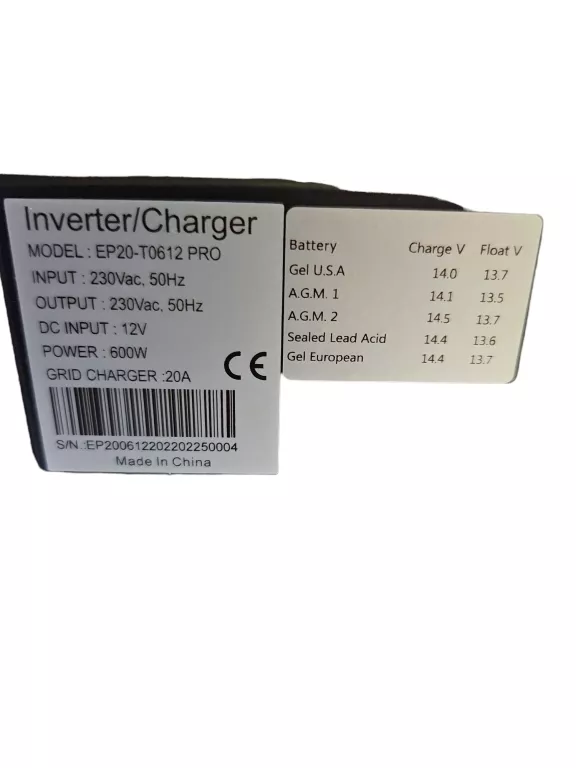 Inverter/Charger
MODEL : EP20-T0612 PRO
INPUT : 230Vac, 50Hz
OUTPUT : 230Vac, 50Hz
DC INPUT : 12V
POWER : 600W
GRID CHARGER :20A
CE
S/N.:EP200612202202250004
Made In China
Battery Charge V Float V
Gel U.S.A 14.0 13.7
A.G.M. 1 14.1 13.5
A.G.M. 2 14.5 13.7
Sealed Lead Acid 14.4 13.6
Gel European 14.4 13.7